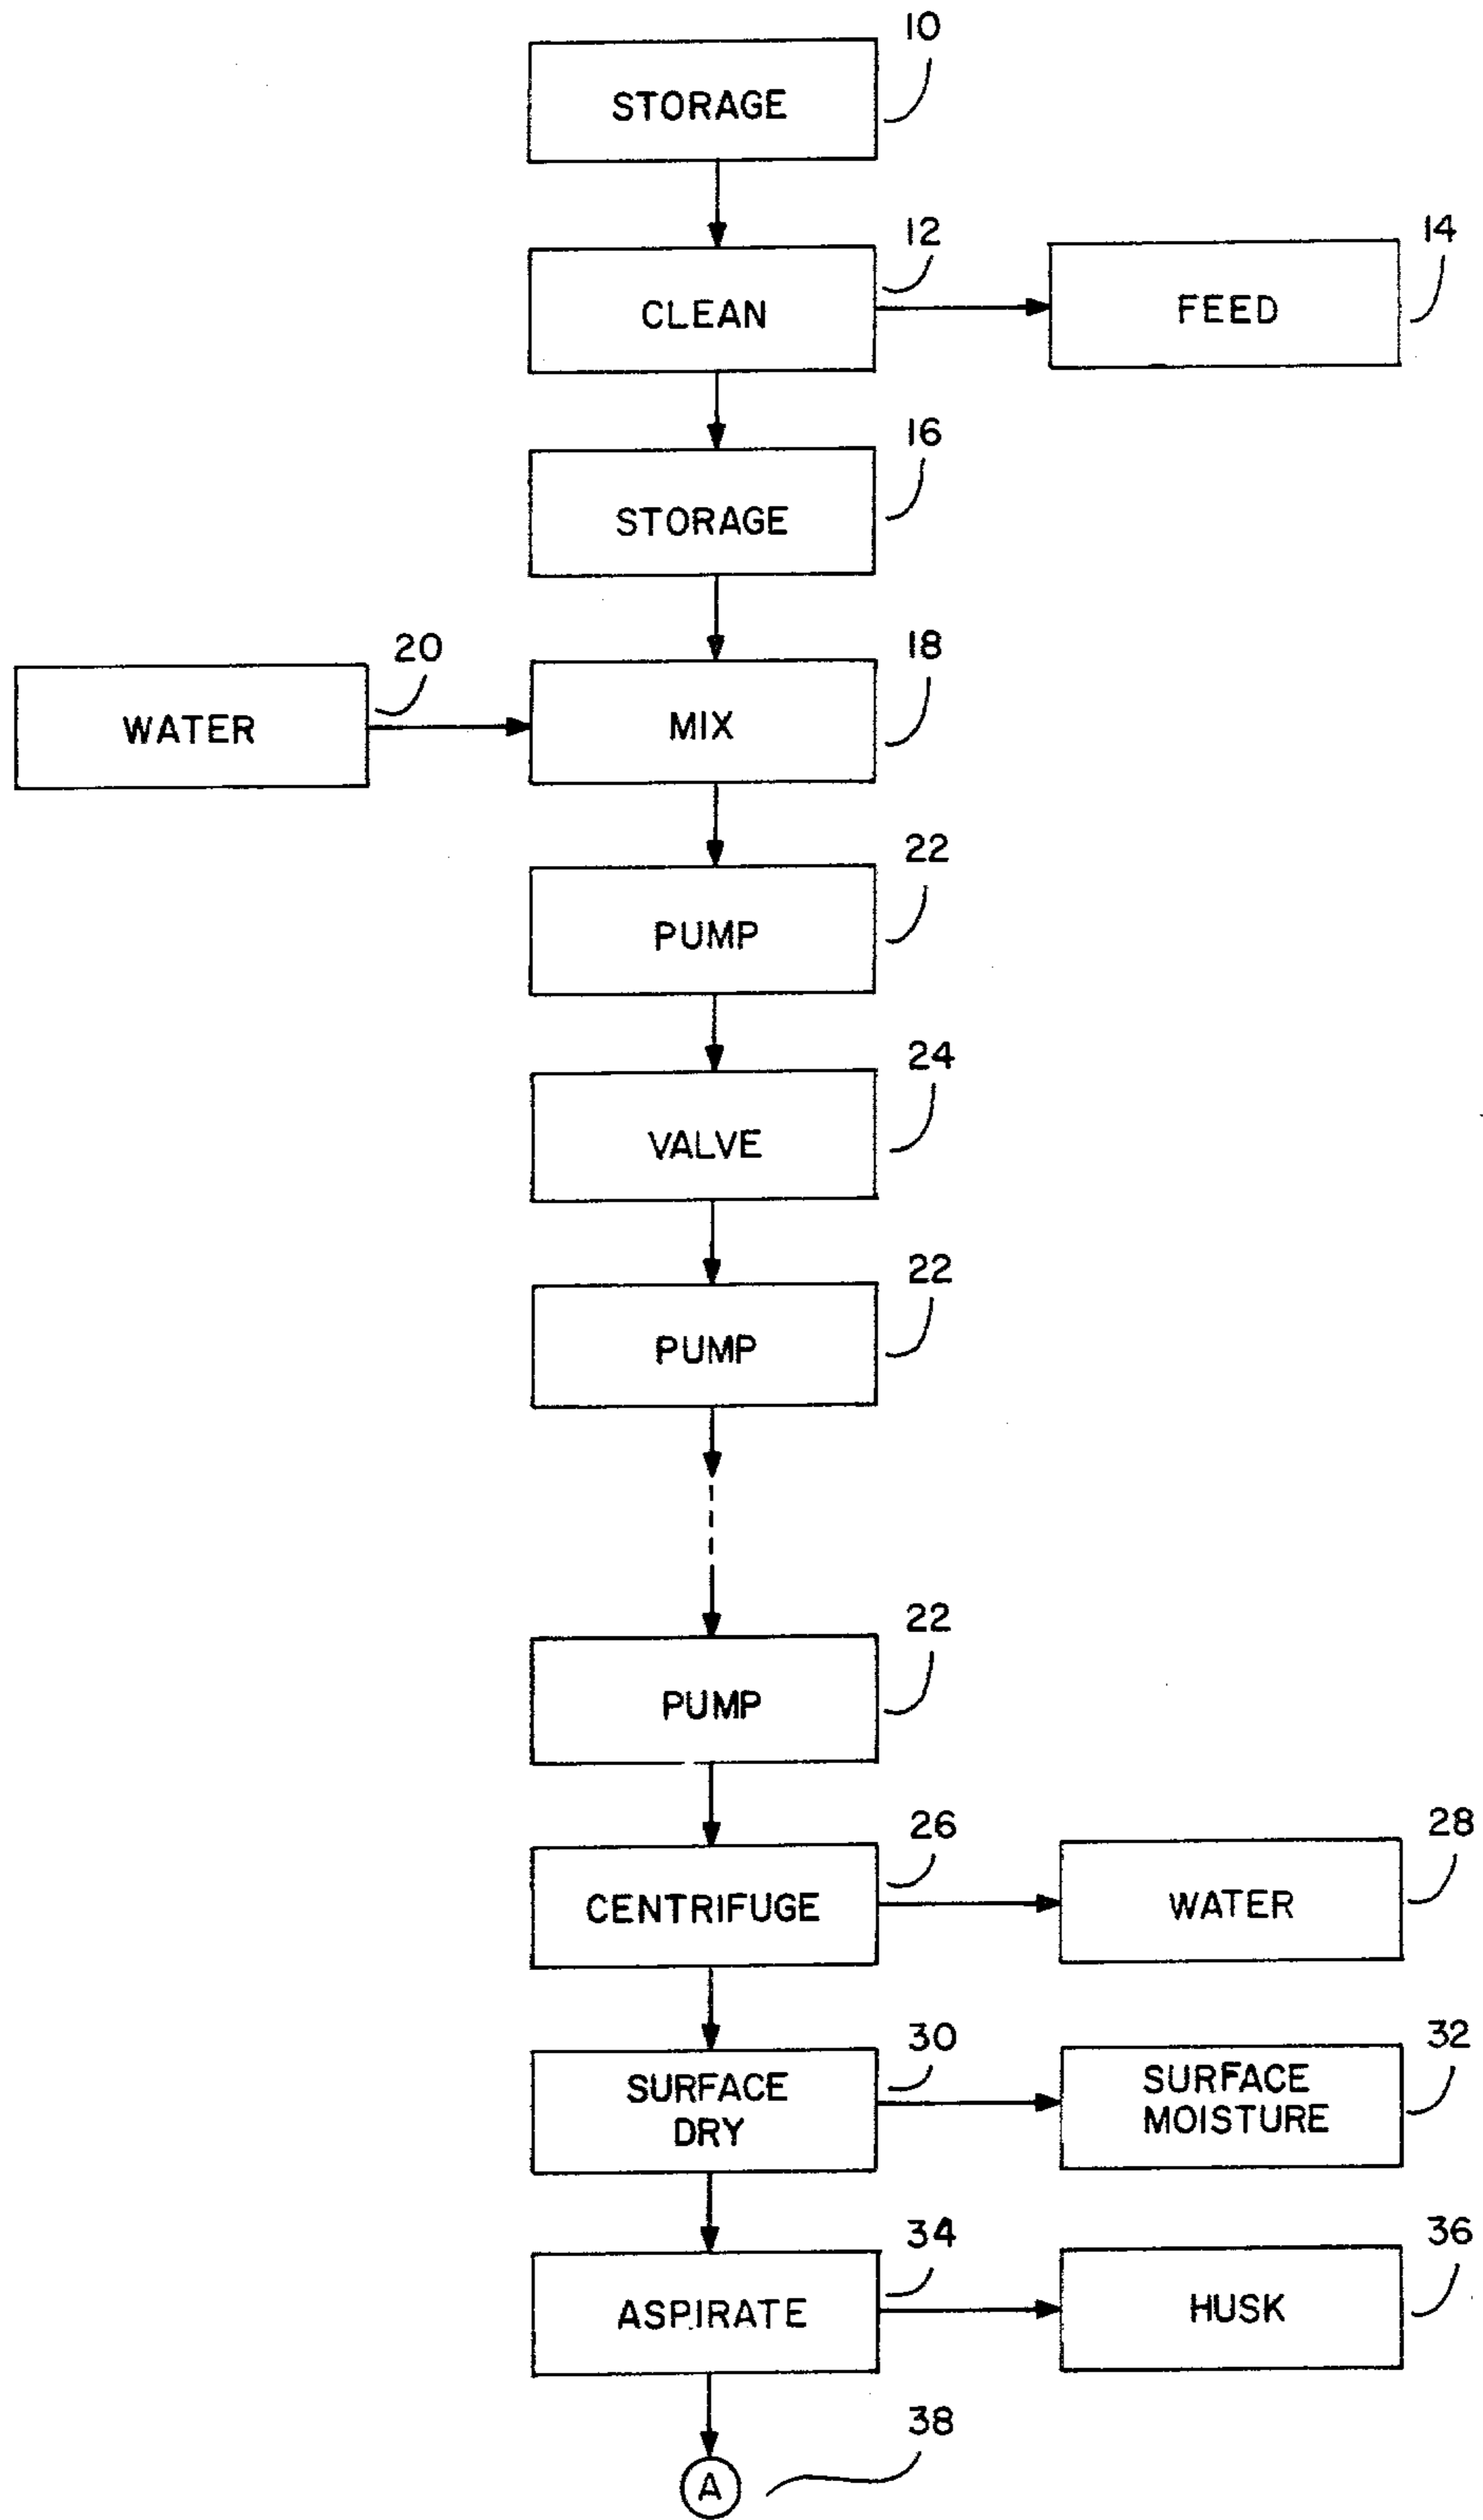 10
STORAGE
12
14
CLEAN
FEED
16
STORAGE
20
18
WATER
MIX
22
PUMP
24
VALVE
22
PUMP
22
PUMP
26
28
CENTRIFUGE
WATER
30
32
SURFACE
DRY
SURFACE
MOISTURE
34
36
ASPIRATE
HUSK
38
A